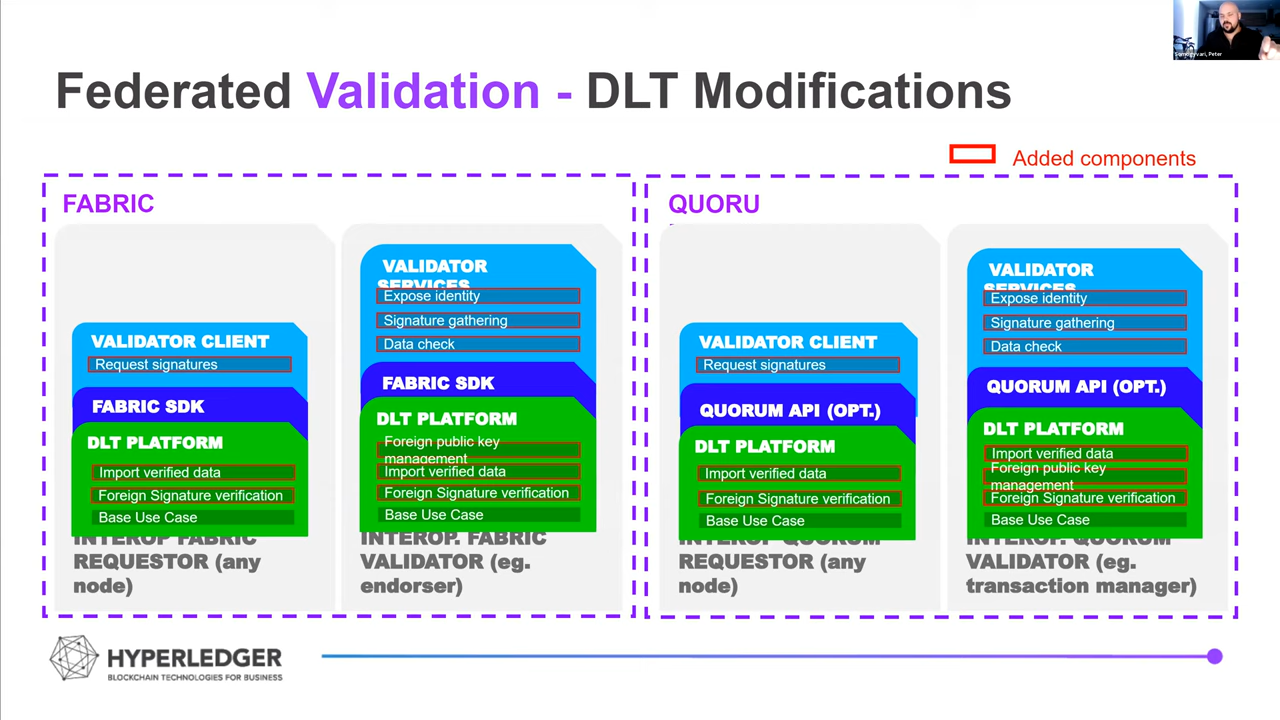 Federated Validation - DLT Modifications
Added components
FABRIC
VALIDATOR CLIENT
Request signatures
FABRIC SDK
DLT PLATFORM
Import verified data
Foreign Signature verification
Base Use Case
INTEROP FABRIC
REQUESTOR (any
node)
VALIDATOR
SERVICES
Expose identity
Signature gathering
Data check
FABRIC SDK
DLT PLATFORM
Foreign public key
management
Import verified data
Foreign Signature verification
Base Use Case
INTEROP. FABRIC
VALIDATOR (eg.
endorser)
QUORU
VALIDATOR CLIENT
Request signatures
QUORUM API (OPT.)
DLT PLATFORM
Import verified data
Foreign Signature verification
Base Use Case
INTEROP QUORUM
REQUESTOR (any
node)
VALIDATOR
SERVICES
Expose identity
Signature gathering
Data check
QUORUM API (OPT.)
DLT PLATFORM
Import verified data
Foreign public key
management
Foreign Signature verification
Base Use Case
INTEROP. QUORUM
VALIDATOR (eg.
transaction manager)
HYPERLEDGER
BLOCKCHAIN TECHNOLOGIES FOR BUSINESS
Somogyvari, Peter